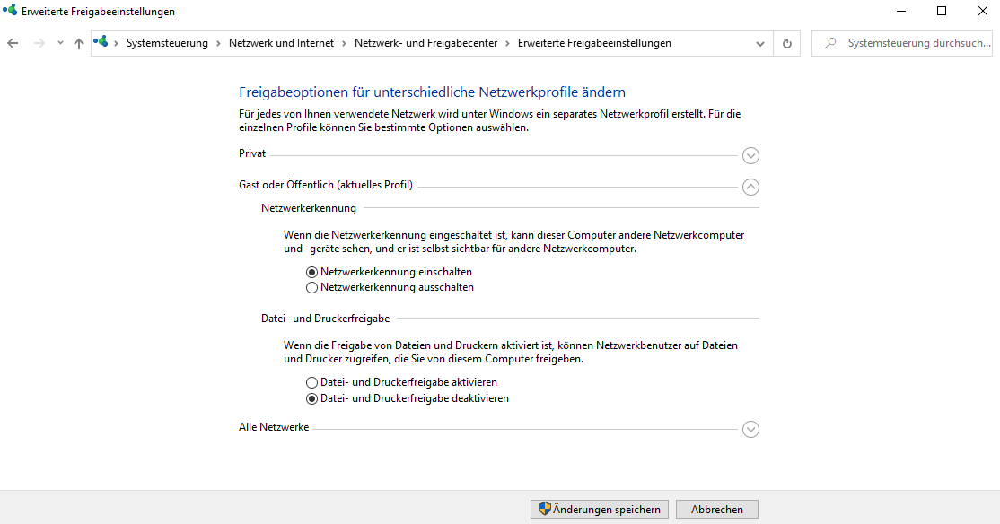 Erweiterte Freigabeeinstellungen
Systemsteuerung > Netzwerk und Internet > Netzwerk- und Freigabecenter > Erweiterte Freigabeeinstellungen
Systemsteuerung durchsuch...
Freigabeoptionen für unterschiedliche Netzwerkprofile ändern
Für jedes von Ihnen verwendete Netzwerk wird unter Windows ein separates Netzwerkprofil erstellt. Für die
einzelnen Profile können Sie bestimmte Optionen auswählen.
Privat
Gast oder Öffentlich (aktuelles Profil)
Netzwerkerkennung
Wenn die Netzwerkerkennung eingeschaltet ist, kann dieser Computer andere Netzwerkcomputer
und -geräte sehen, und er ist selbst sichtbar für andere Netzwerkcomputer.
Netzwerkerkennung einschalten
Netzwerkerkennung ausschalten
Datei- und Druckerfreigabe
Wenn die Freigabe von Dateien und Druckern aktiviert ist, können Netzwerkbenutzer auf Dateien
und Drucker zugreifen, die Sie von diesem Computer freigeben.
Datei- und Druckerfreigabe aktivieren
Datei- und Druckerfreigabe deaktivieren
Alle Netzwerke
Änderungen speichern
Abbrechen